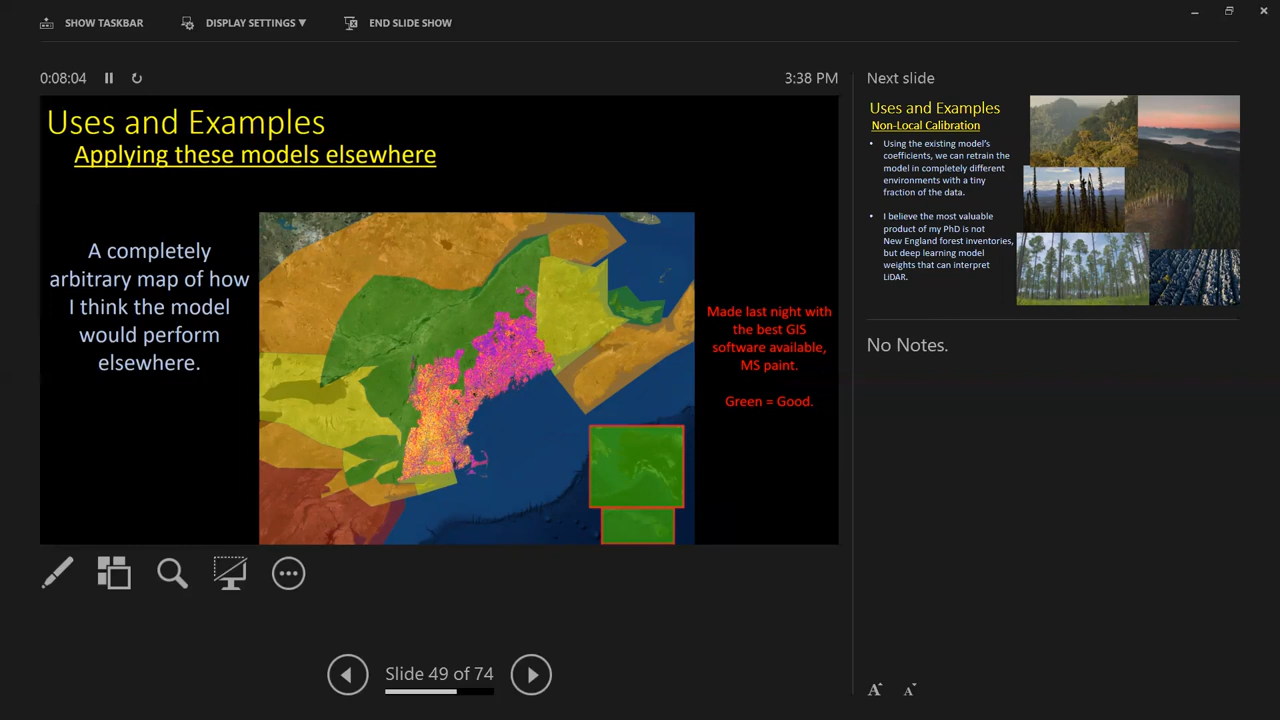 SHOW TASKBAR
DISPLAY SETTINGS ▼
END SLIDE SHOW
0:08:04
3:38 PM
Uses and Examples
Applying these models elsewhere
A completely
arbitrary map of how
I think the model
would perform
elsewhere.
Made last night with
the best GIS
software available,
MS paint.
Green = Good.
Slide 49 of 74
Next slide
Uses and Examples
Non-Local Calibration
• Using the existing model's
coefficients, we can retrain the
model in completely different
environments with a tiny
fraction of the data.
• I believe the most valuable
product of my PhD is not
New England forest inventories,
but deep learning model
weights that can interpret
LiDAR.
No Notes.
A A